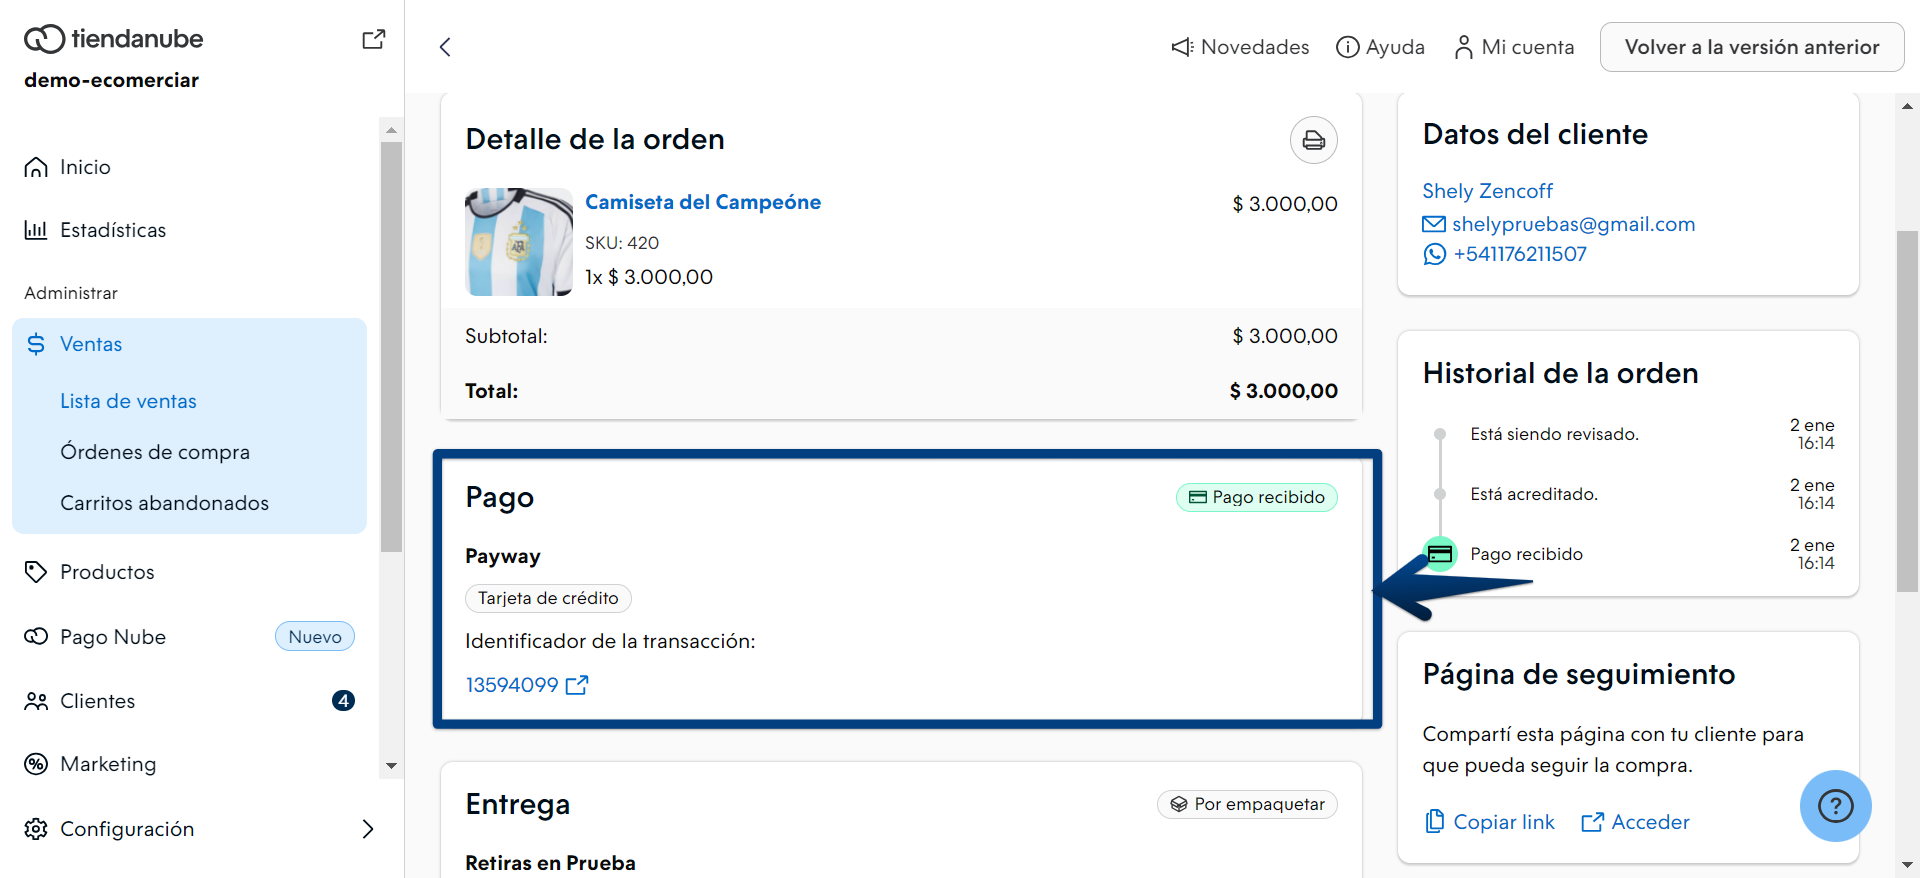 tiendanube
demo-ecomerciar
Inicio
Estadísticas
Administrar
Ventas
Lista de ventas
Órdenes de compra
Carritos abandonados
Productos
Pago Nube
Nuevo
Clientes
4
Marketing
Configuración
Novedades
Ayuda
Mi cuenta
Volver a la versión anterior
Detalle de la orden
Camiseta del Campeóne
$ 3.000,00
SKU: 420
1x $ 3.000,00
Subtotal:
$ 3.000,00
Total:
$ 3.000,00
Pago
Pago recibido
Payway
Tarjeta de crédito
Identificador de la transacción:
13594099
Entrega
Por empaquetar
Retiras en Prueba
Datos del cliente
Shely Zencoff
shelypruebas@gmail.com
+541176211507
Historial de la orden
Está siendo revisado.
2 ene
16:14
Está acreditado.
2 ene
16:14
Pago recibido
2 ene
16:14
Página de seguimiento
Compartí esta página con tu cliente para
que pueda seguir la compra.
Copiar link
Acceder